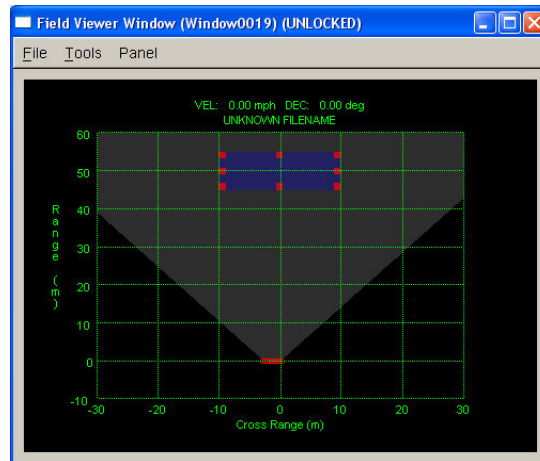 Field Viewer Window (Window0019) (UNLOCKED)
File Tools Panel
VEL: 0.00 mph DEC: 0.00 deg
UNKNOWN FILENAME
60
50
40
30
20
10
0
-10
Range (m)
-30 -20 -10 0 10 20 30
Cross Range (m)